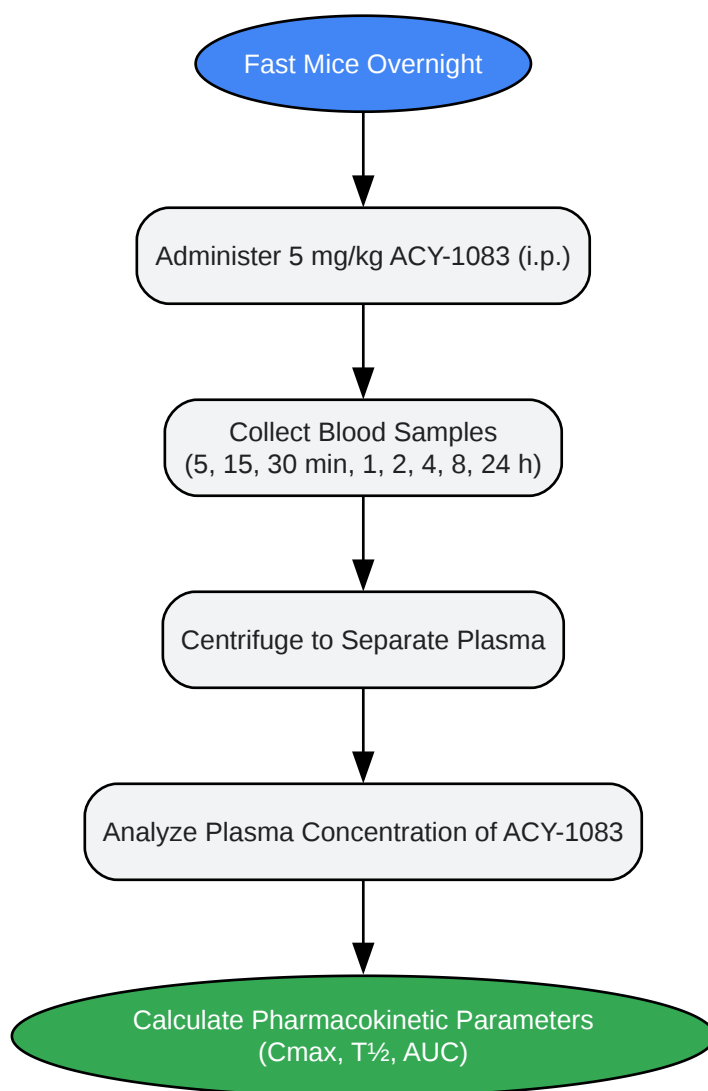 Fast Mice Overnight
Administer 5 mg/kg ACY-1083 (i.p.)
Collect Blood Samples
(5, 15, 30 min, 1, 2, 4, 8, 24 h)
Centrifuge to Separate Plasma
Analyze Plasma Concentration of ACY-1083
Calculate Pharmacokinetic Parameters
(Cmax, T½, AUC)